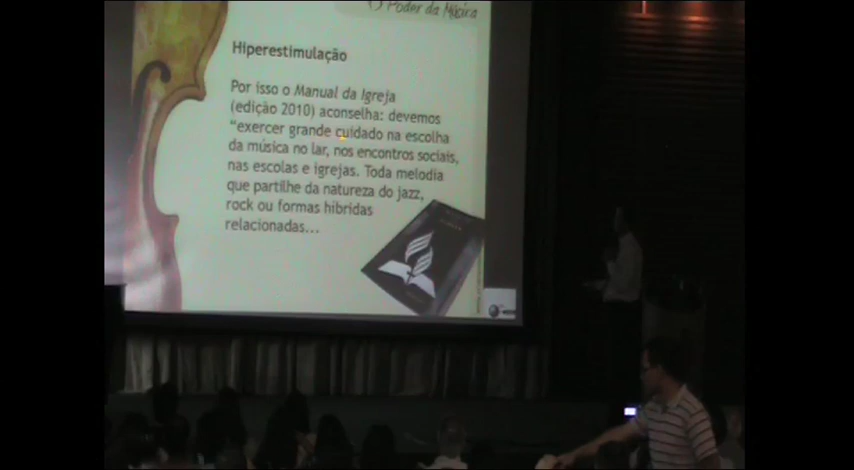 O Poder da Música
Hiperestimulação
Por isso o Manual da Igreja
(edição 2010) aconselha: devemos
“exercer grande cuidado na escolha
da música no lar, nos encontros sociais,
nas escolas e igrejas. Toda melodia
que partilhe da natureza do jazz,
rock ou formas híbridas
relacionadas...